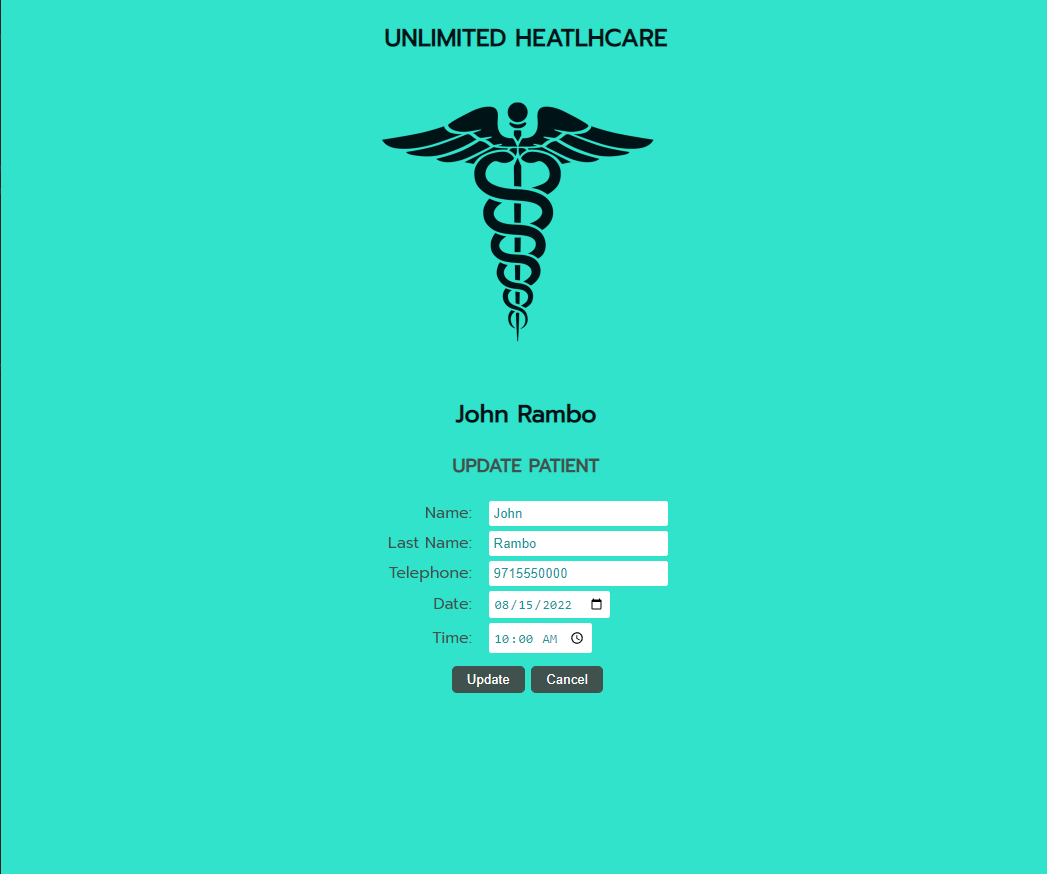 UNLIMITED HEATLHCARE
John Rambo
UPDATE PATIENT
Name: John
Last Name: Rambo
Telephone: 9715550000
Date: 08/15/2022
Time: 10:00 AM
Update Cancel